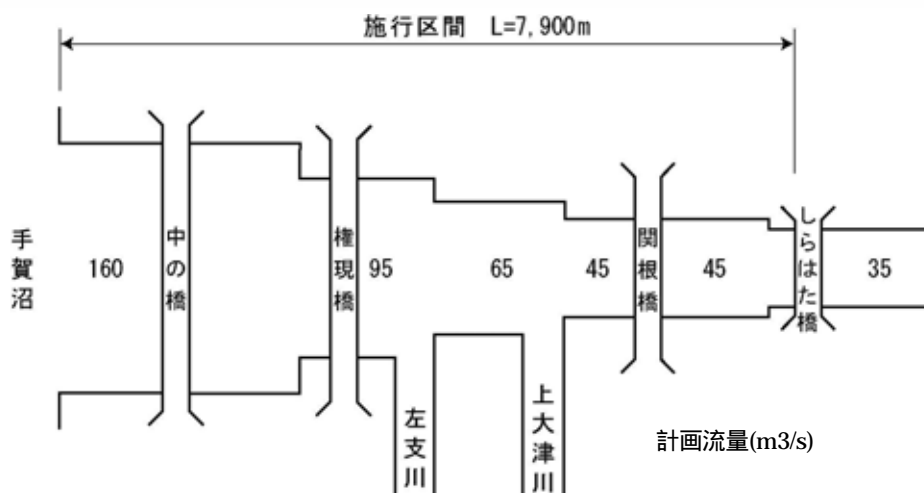 施行区間 L=7,900m
手賀沼
160
中の橋
権現橋
95
65
45
関根橋
45
しらはた橋
35
左支川
上大津川
計画流量(m3/s)